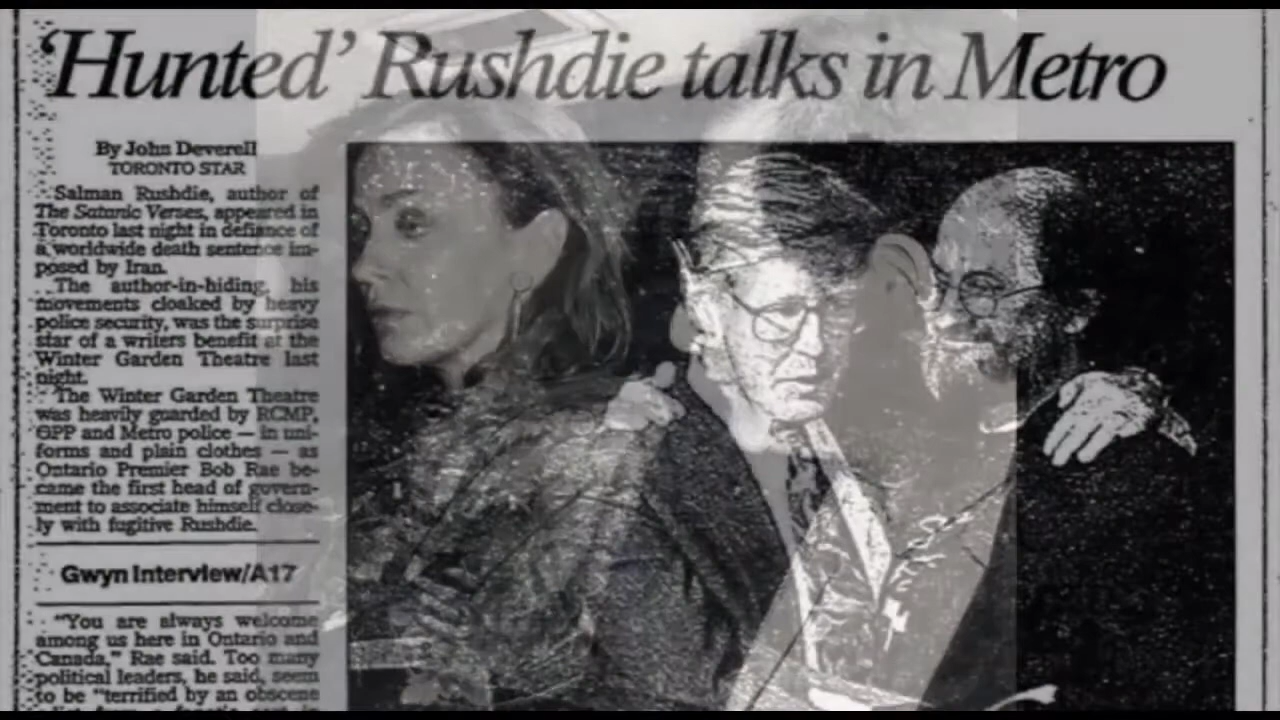 'Hunted' Rushdie talks in Metro
By John Deverell
TORONTO STAR
Salman Rushdie, author of
The Satanic Verses, appeared in
Toronto last night in defiance of
a worldwide death sentence im-
posed by Iran.
The author-in-hiding, his
movements cloaked by heavy
police security, was the surprise
star of a writers benefit at the
Winter Garden Theatre last
night.
The Winter Garden Theatre
was heavily guarded by RCMP,
OPP and Metro police — in uni-
forms and plain clothes — as
Ontario Premier Bob Rae be-
came the first head of govern-
ment to associate himself close-
ly with fugitive Rushdie.
Gwyn Interview/A17
"You are always welcome
among us here in Ontario and
Canada," Rae said. Too many
political leaders, he said, seem
to be "terrified by an obscene